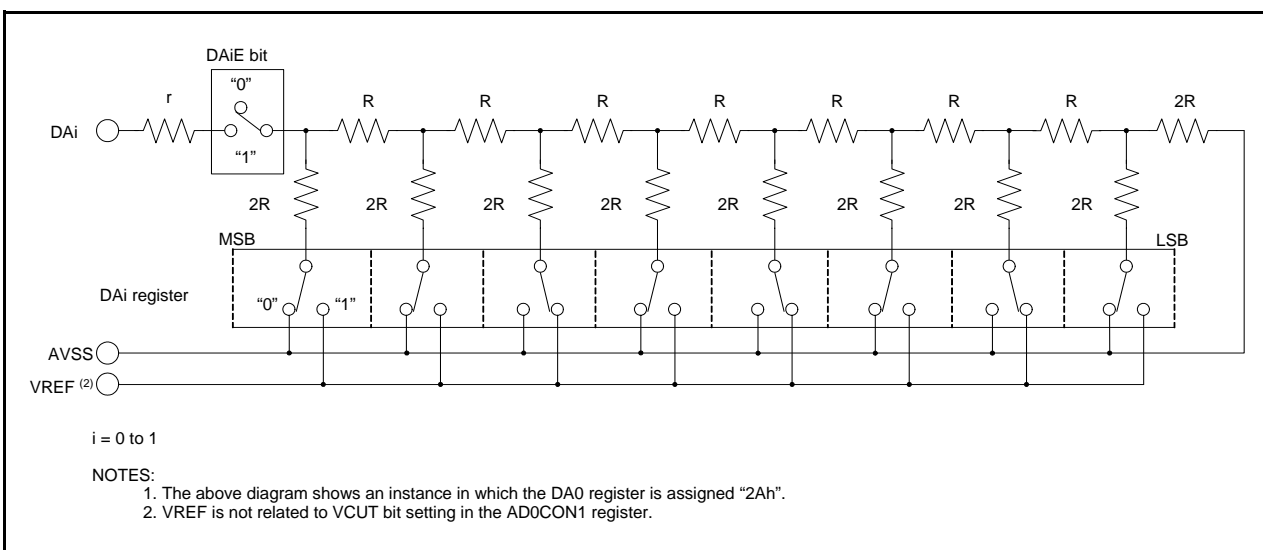 DAiE bit
“0”
r
R
R
R
R
R
R
R
2R
DAi
“1”
2R
2R
2R
2R
2R
2R
2R
2R
MSB
LSB
DAi register
“0”
“1”
AVSS
VREF (2)
i = 0 to 1
NOTES:
1. The above diagram shows an instance in which the DA0 register is assigned “2Ah”.
2. VREF is not related to VCUT bit setting in the AD0CON1 register.